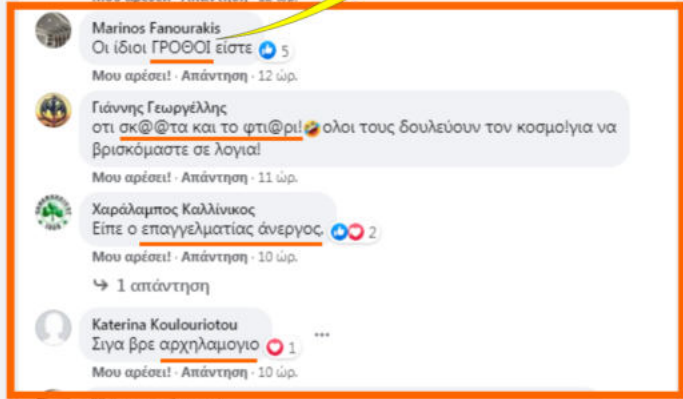 Marinos Fanourakis
Οι ίδιοι ΓΡΟΘΟΙ είστε 5
Μου αρέσει! · Απάντηση · 12 ώρ.
Γιάννης Γεωργέλλης
οτι σκ@@τα και το φτι@ρι!🤣ολοι τους δουλεύουν τον κοσμο!για να
βρισκόμαστε σε λογια!
Μου αρέσει! · Απάντηση · 11 ώρ.
Χαράλαμπος Καλλίνικος
Είπε ο επαγγελματίας άνεργος. 2
Μου αρέσει! · Απάντηση · 10 ώρ.
↪ 1 απάντηση
Katerina Koulouriotou
Σιγα βρε αρχηλαμογιο 1
Μου αρέσει! · Απάντηση · 10 ώρ.